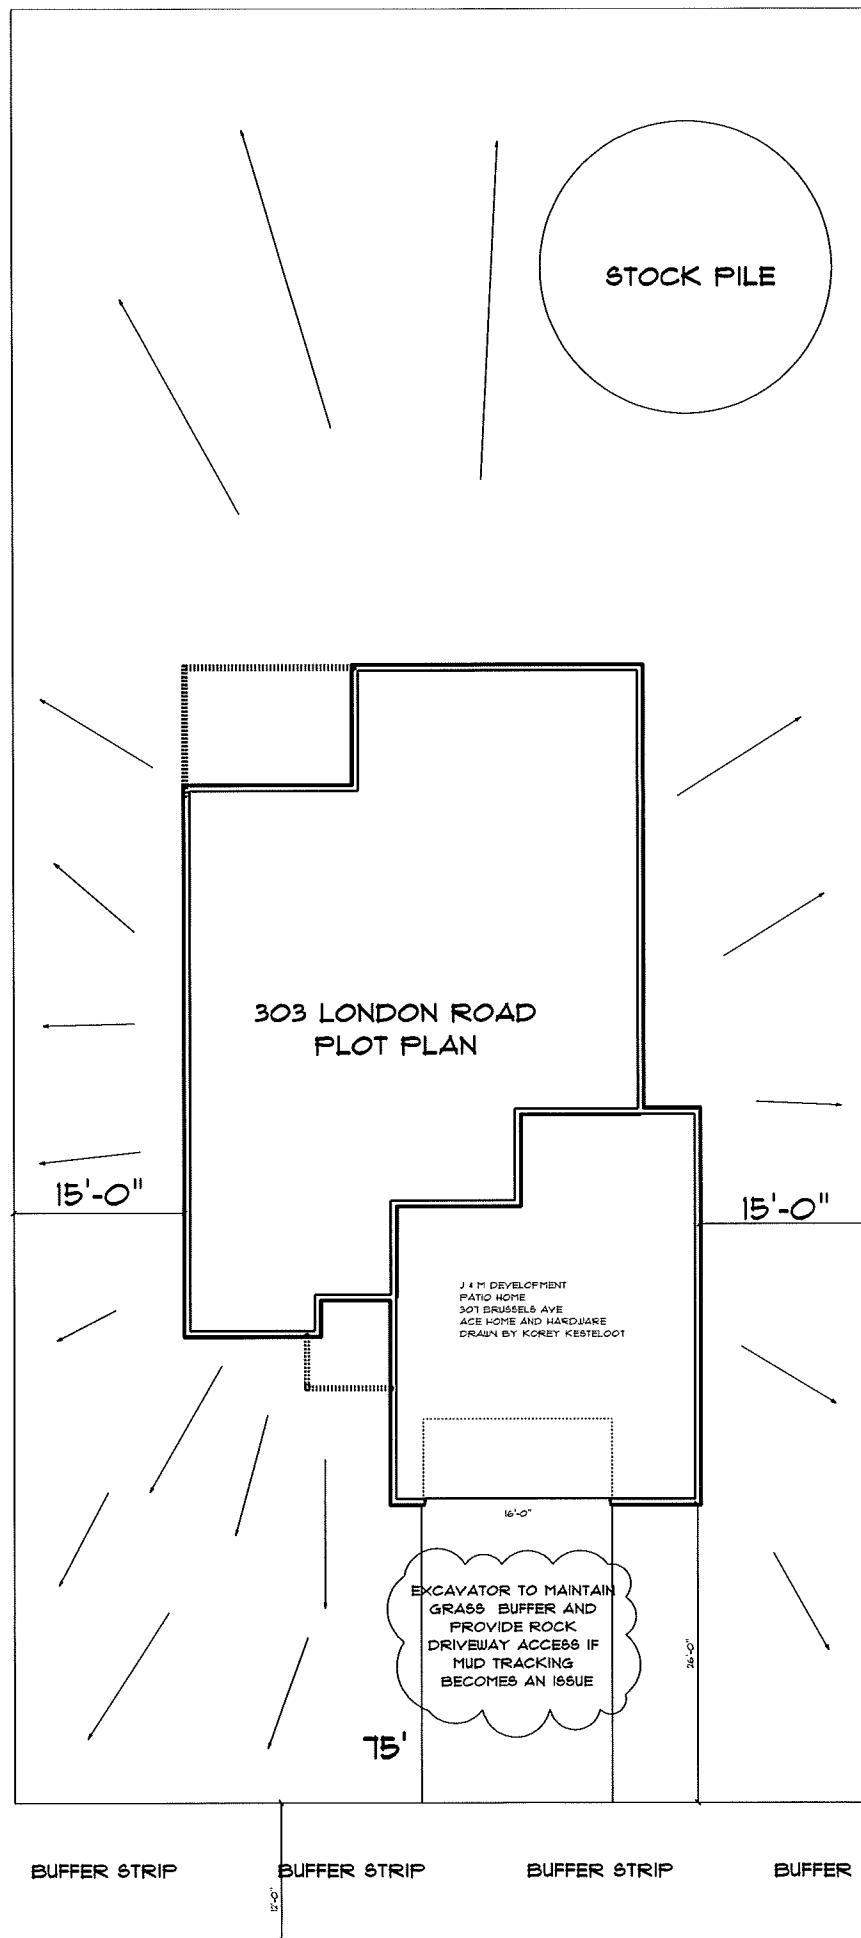 STOCK PILE
303 LONDON ROAD
PLOT PLAN
15'-0"
15'-0"
J & M DEVELOPMENT
PATIO HOME
307 BRUSSELS AVE
ACE HOME AND HARDWARE
DRAWN BY KOREY KESTELOOT
16'-0"
EXCAVATOR TO MAINTAIN
GRASS BUFFER AND
PROVIDE ROCK
DRIVEWAY ACCESS IF
MUD TRACKING
BECOMES AN ISSUE
26'-0"
75'
BUFFER STRIP BUFFER STRIP BUFFER STRIP BUFFER
12'-0"